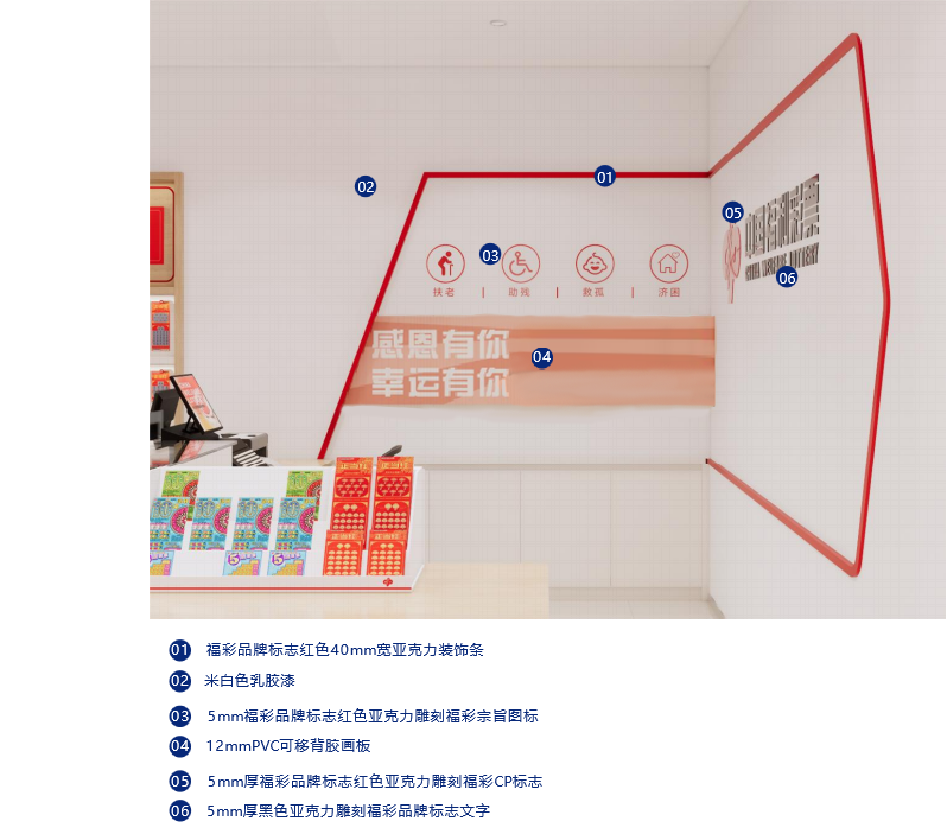 01
02
05
中国福利彩票
CHINA WELFARE LOTTERY
03
06
扶老 | 助残 | 救孤 | 济困
感恩有你
04
幸运有你
01 福彩品牌标志红色40mm宽亚克力装饰条
02 米白色乳胶漆
03 5mm福彩品牌标志红色亚克力雕刻福彩宗旨图标
04 12mmPVC可移背胶画板
05 5mm厚福彩品牌标志红色亚克力雕刻福彩CP标志
06 5mm厚黑色亚克力雕刻福彩品牌标志文字